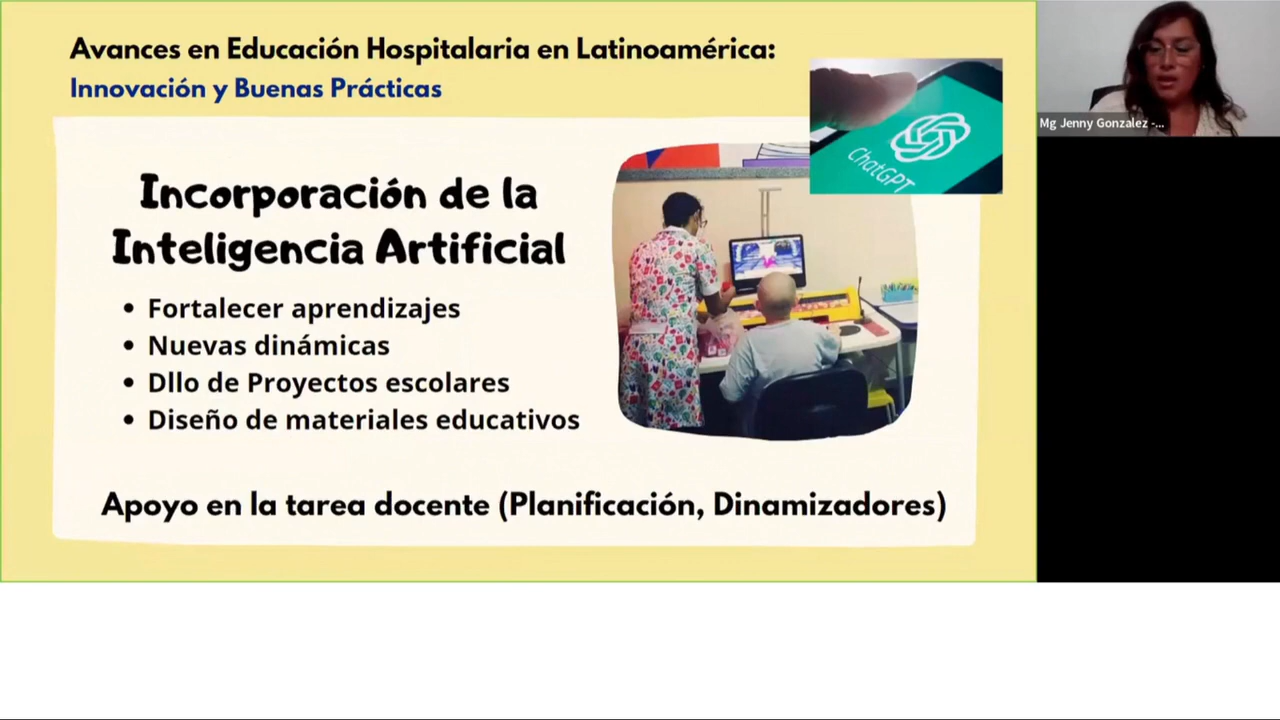 Avances en Educación Hospitalaria en Latinoamérica:
Innovación y Buenas Prácticas
ChatGPT
Mg Jenny Gonzalez -...
Incorporación de la
Inteligencia Artificial
• Fortalecer aprendizajes
• Nuevas dinámicas
• Dllo de Proyectos escolares
• Diseño de materiales educativos
Apoyo en la tarea docente (Planificación, Dinamizadores)